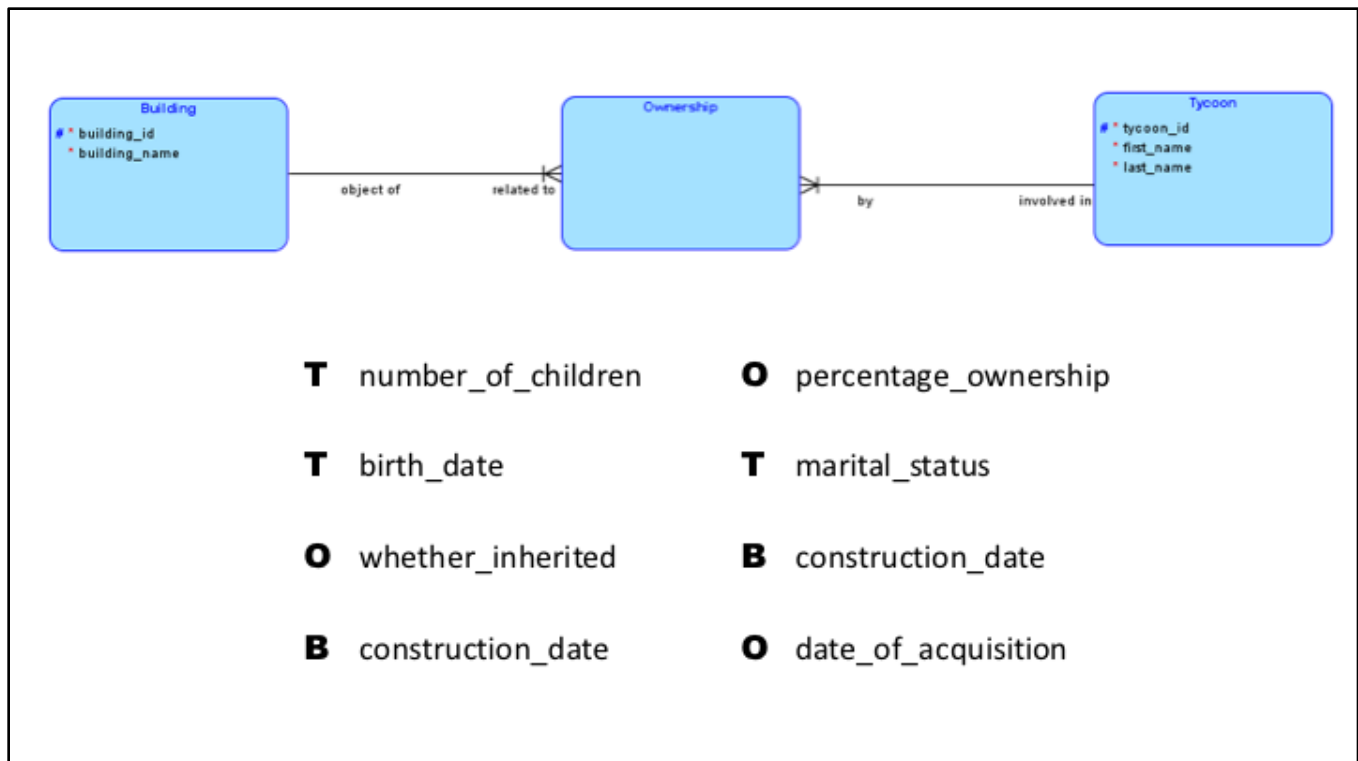 Building
# * building_id
* building_name
object of
related to
Ownership
by
involved in
Tycoon
# * tycoon_id
* first_name
* last_name
T number_of_children
O percentage_ownership
T birth_date
T marital_status
O whether_inherited
B construction_date
B construction_date
O date_of_acquisition